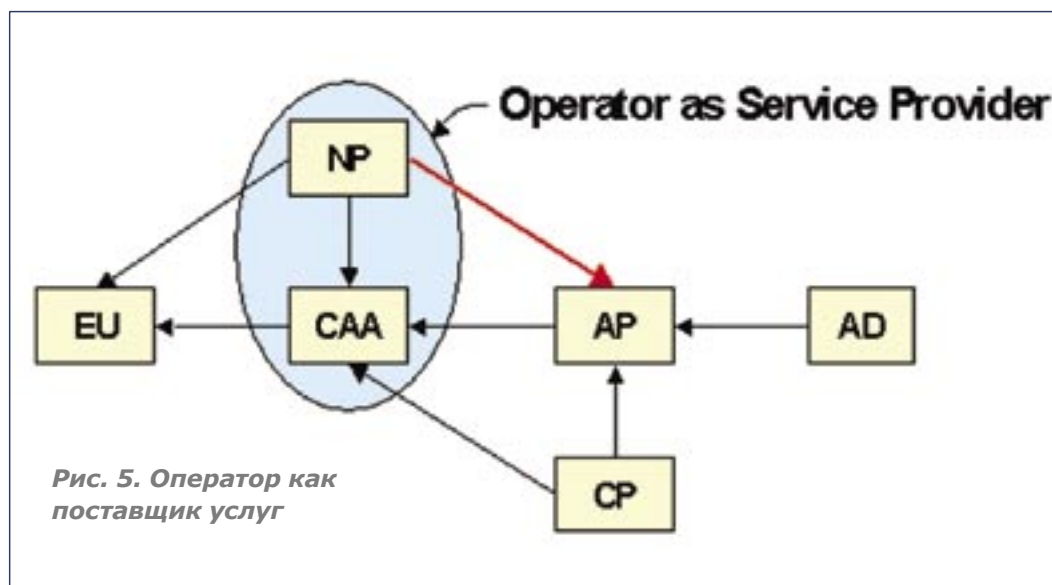 Operator as Service Provider
NP
EU
CAA
AP
AD
CP
Рис. 5. Оператор как
поставщик услуг